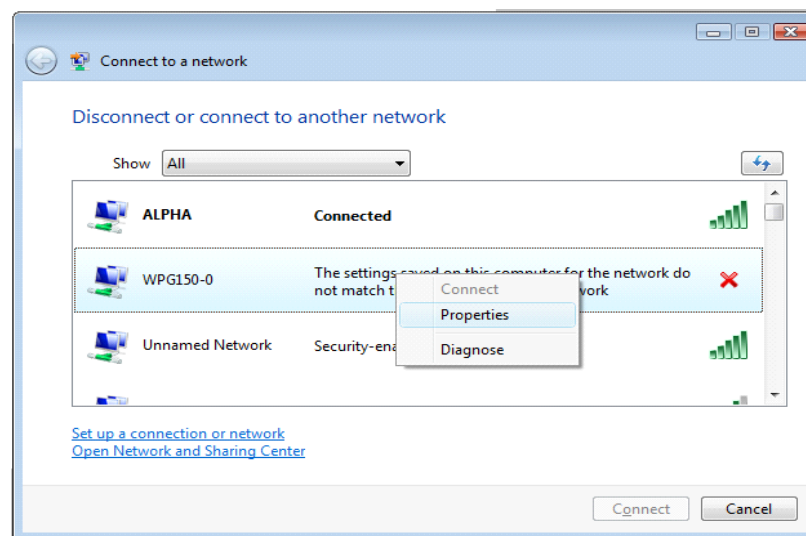 Connect to a network
Disconnect or connect to another network
Show All
ALPHA Connected
WPG150-0 The settings saved on this computer for the network do
not match t work
Connect
Properties
Diagnose
Unnamed Network Security-ena
Set up a connection or network
Open Network and Sharing Center
Connect Cancel